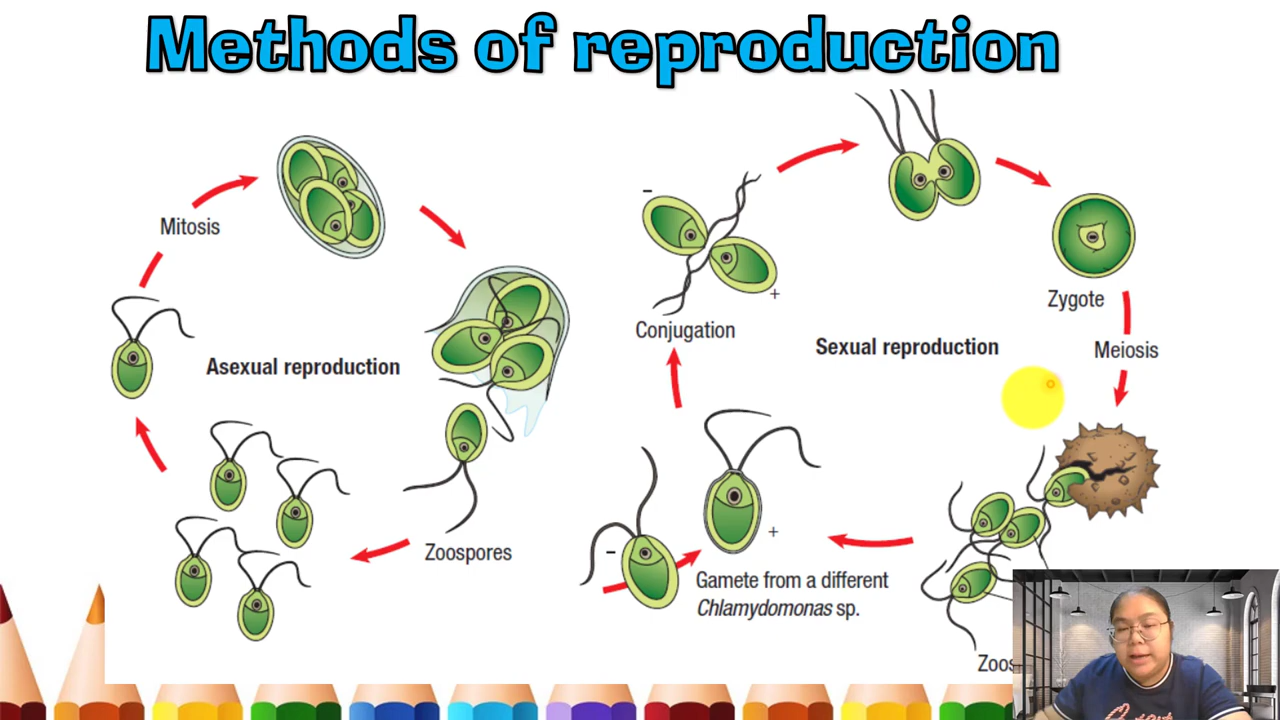 Methods of reproduction
Mitosis
Asexual reproduction
Zoospores
-
+
Conjugation
Sexual reproduction
Zygote
Meiosis
-
+
Gamete from a different
Chlamydomonas sp.